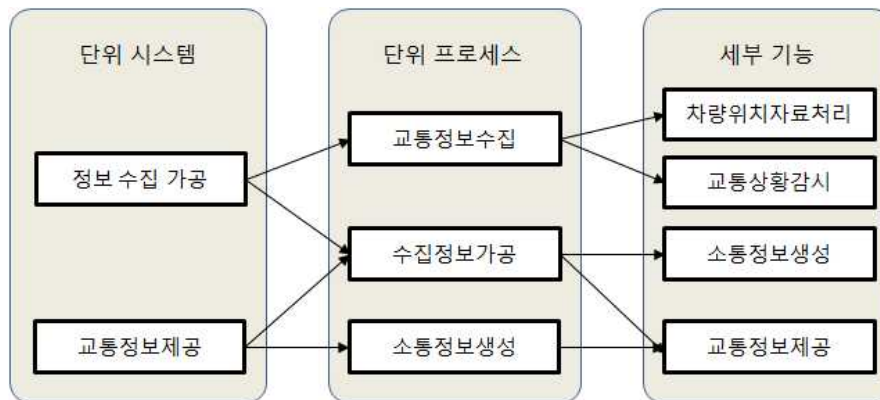 단위 시스템
정보 수집 가공
교통정보제공
단위 프로세스
교통정보수집
수집정보가공
소통정보생성
세부 기능
차량위치자료처리
교통상황감시
소통정보생성
교통정보제공